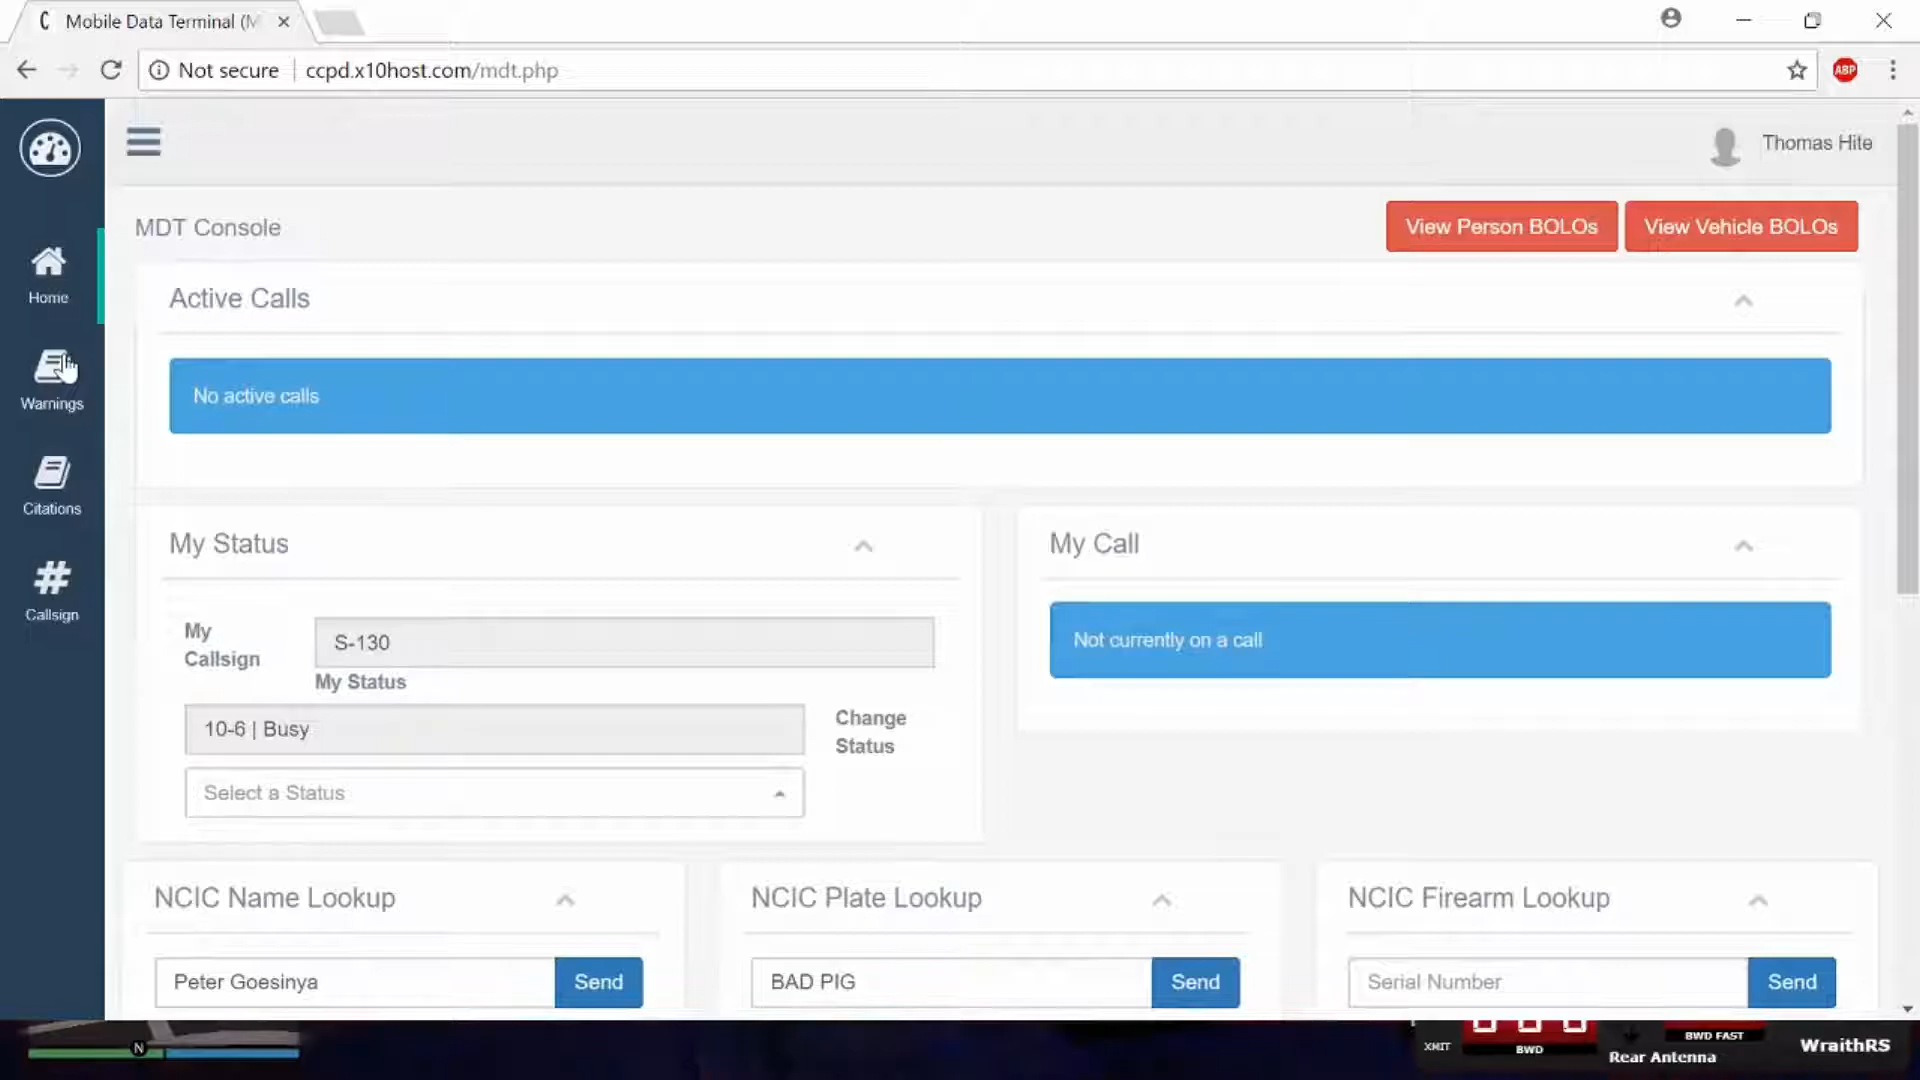 Mobile Data Terminal (M
Not secure
ccpd.x10host.com/mdt.php
ABP
Thomas Hite
MDT Console
View Person BOLOs
View Vehicle BOLOs
Home
Active Calls
Warnings
No active calls
Citations
My Status
My Call
Callsign
My
Callsign
S-130
Not currently on a call
My Status
10-6 | Busy
Change
Status
Select a Status
NCIC Name Lookup
NCIC Plate Lookup
NCIC Firearm Lookup
Peter Goesinya
Send
BAD PIG
Send
Serial Number
Send
N
XMIT
BWD
BWD FAST
Rear Antenna
WraithRS